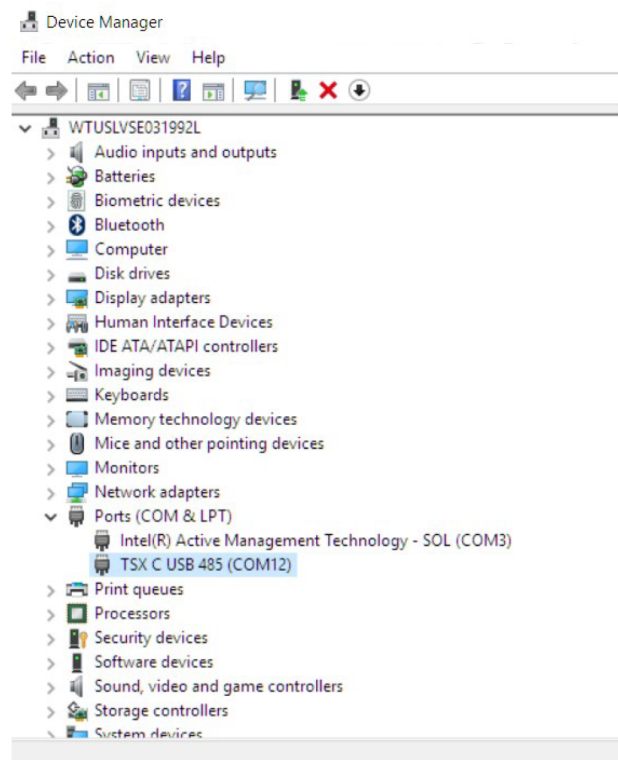 Device Manager
File Action View Help
WTUSLVSE031992L
Audio inputs and outputs
Batteries
Biometric devices
Bluetooth
Computer
Disk drives
Display adapters
Human Interface Devices
IDE ATA/ATAPI controllers
Imaging devices
Keyboards
Memory technology devices
Mice and other pointing devices
Monitors
Network adapters
Ports (COM & LPT)
Intel(R) Active Management Technology - SOL (COM3)
TSX C USB 485 (COM12)
Print queues
Processors
Security devices
Software devices
Sound, video and game controllers
Storage controllers
System devices